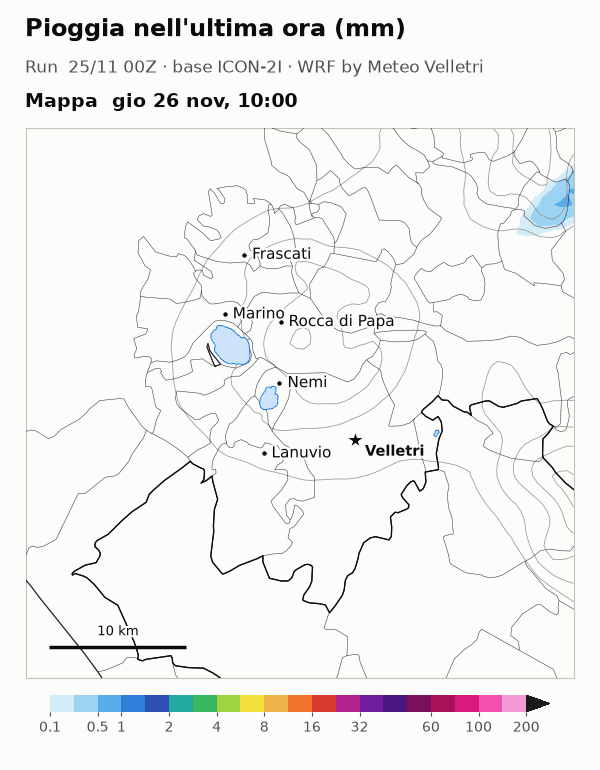 Pioggia nell'ultima ora (mm)
Run  25/11 00Z · base ICON-2I · WRF by Meteo Velletri
Mappa  gio 26 nov, 10:00
Frascati
Marino
Rocca di Papa
Nemi
Velletri
Lanuvio
10 km
0.1 0.5 1 2 4 8 16 32 60 100 200